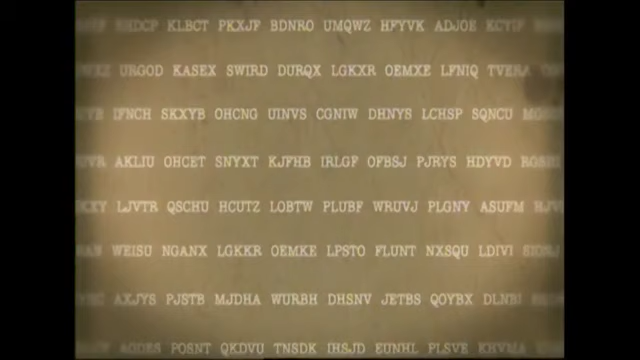 KLBCT PKXJF BDNRO UMQWZ HFYVK ADJOE
URGOD KASEX SWIRD DURQX LGKXR OEMXE LFNIQ TVERA
IFNCH SKXYB OHCNG UINVS CGNIW DHNYS LCHSP SQNCU
AKLIU OHCET SNYXT KJFHB IRLGF OFBSJ PJRYS HDYVD
LJVTR QSCHU HCUTZ LOBTW PLUBF WRUVJ PLGNY ASUFM
WEISU NGANX LGKKR OEMKE LPSTO FLUNT NXSQU LDIVI
AXJYS PJSTB MJDHA WURBH DHSNV JETBS QOYBX DLNBI
PQSNT QKDVU TNSDK IHSJD EUNHL PLSVE